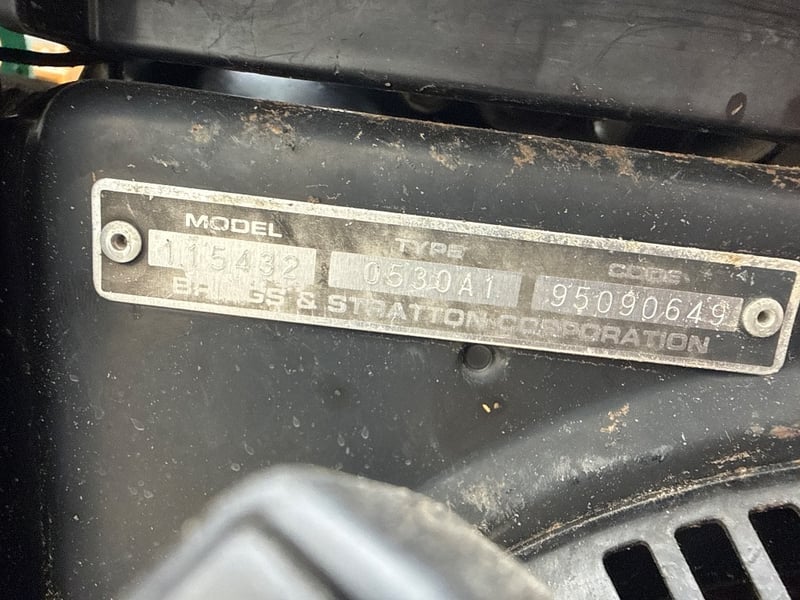 MODEL TYPE CODE
115432 0530A1 95090649
BRIGGS & STRATTON CORPORATION